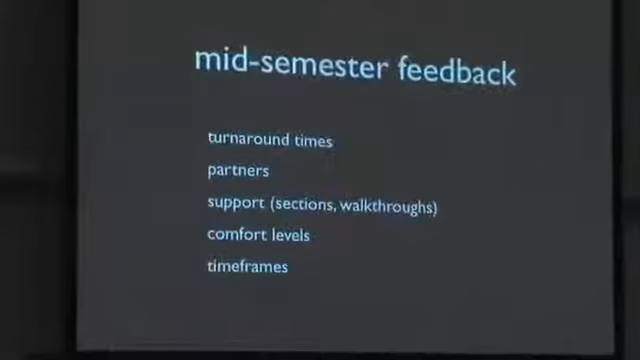 mid-semester feedback
turnaround times
partners
support (sections, walkthroughs)
comfort levels
timeframes